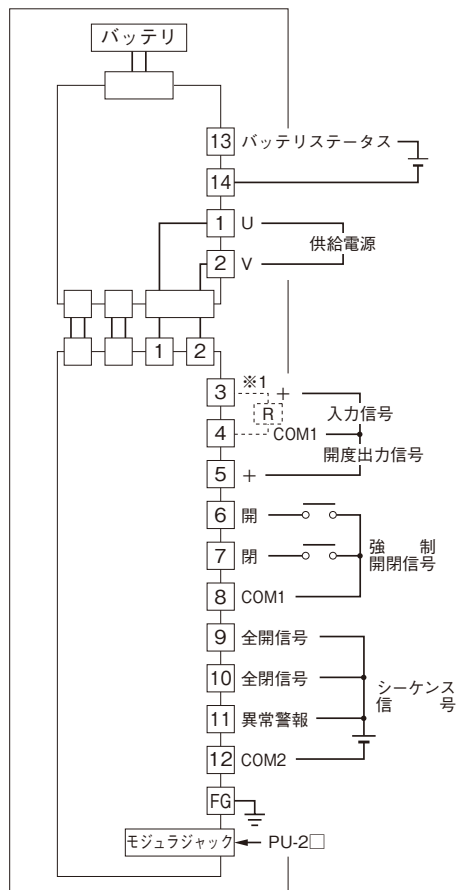 バッテリ
13 バッテリステータス
14
1 U
供給電源
2 V
1 2
3 ※1 +
R
入力信号
4 COM1
開度出力信号
5 +
6 開
強制
7 閉
開閉信号
8 COM1
9 全開信号
10 全閉信号
シーケンス
信号
11 異常警報
12 COM2
FG
モジュラジャック PU-2□